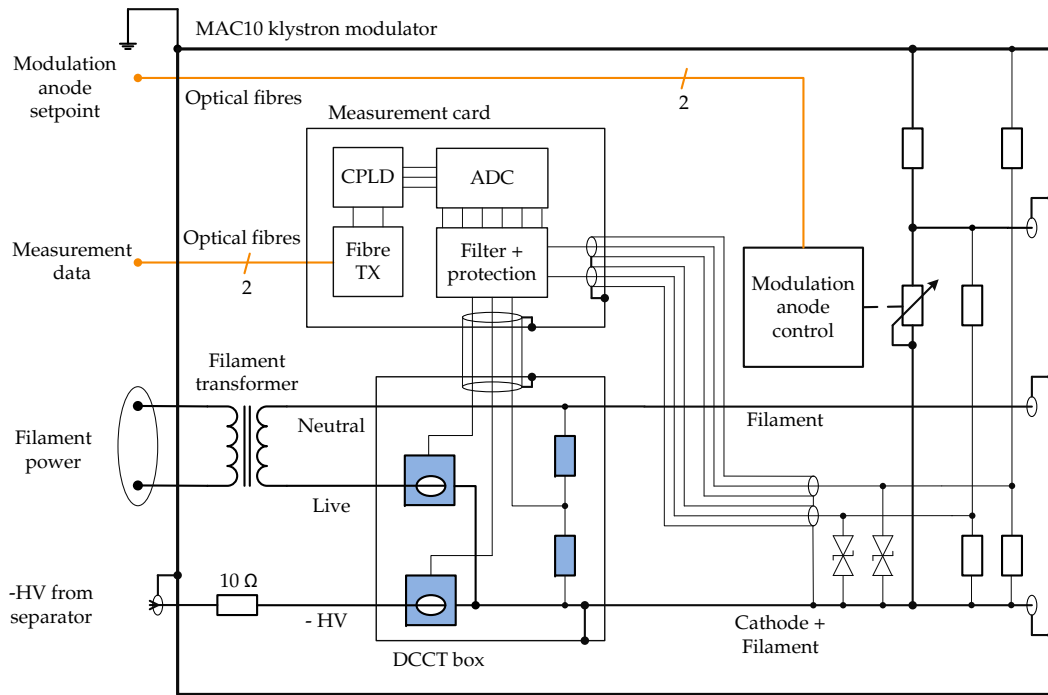 MAC10 klystron modulator
Modulation
anode
setpoint
Optical fibres
2
Measurement card
CPLD
ADC
Measurement
data
Optical fibres
2
Fibre
TX
Filter +
protection
Modulation
anode
control
Filament
transformer
Filament
power
Neutral
Filament
Live
-HV from
separator
10 Ω
- HV
Cathode +
Filament
DCCT box